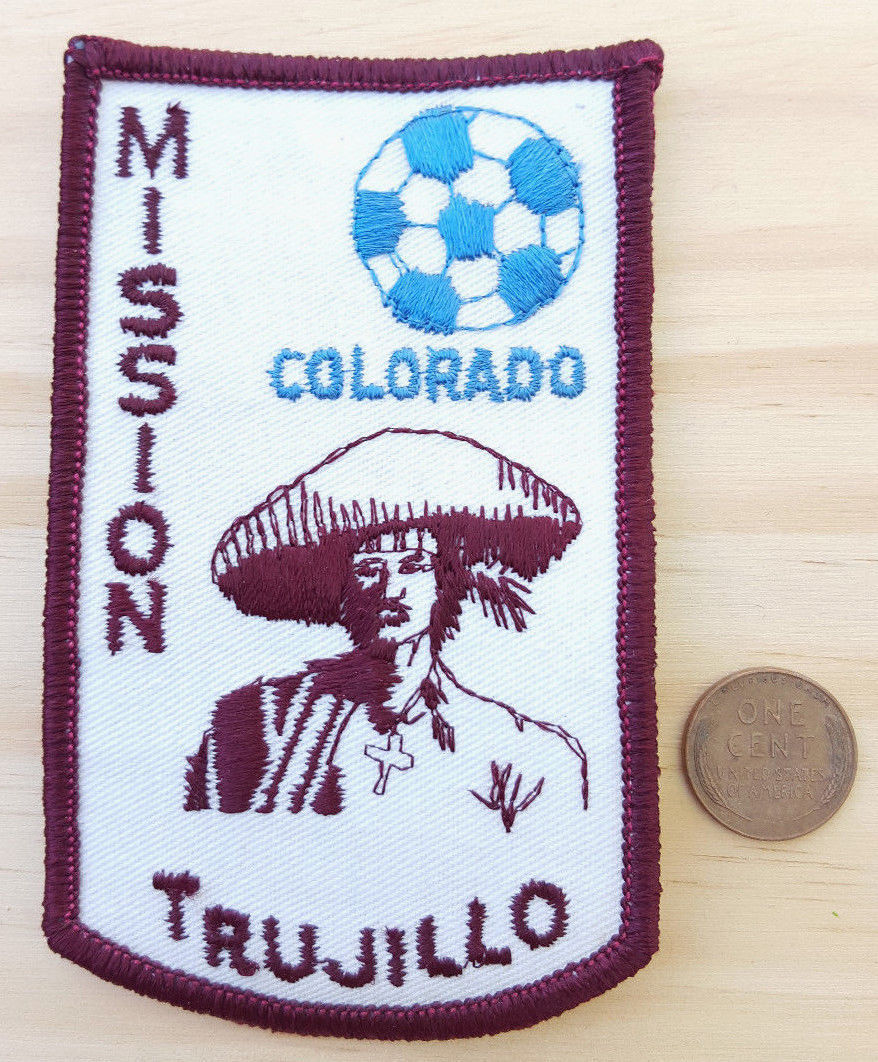 MISSION
COLORADO
TRUJILLO
ONE
CENT
UNITED STATES
OF AMERICA